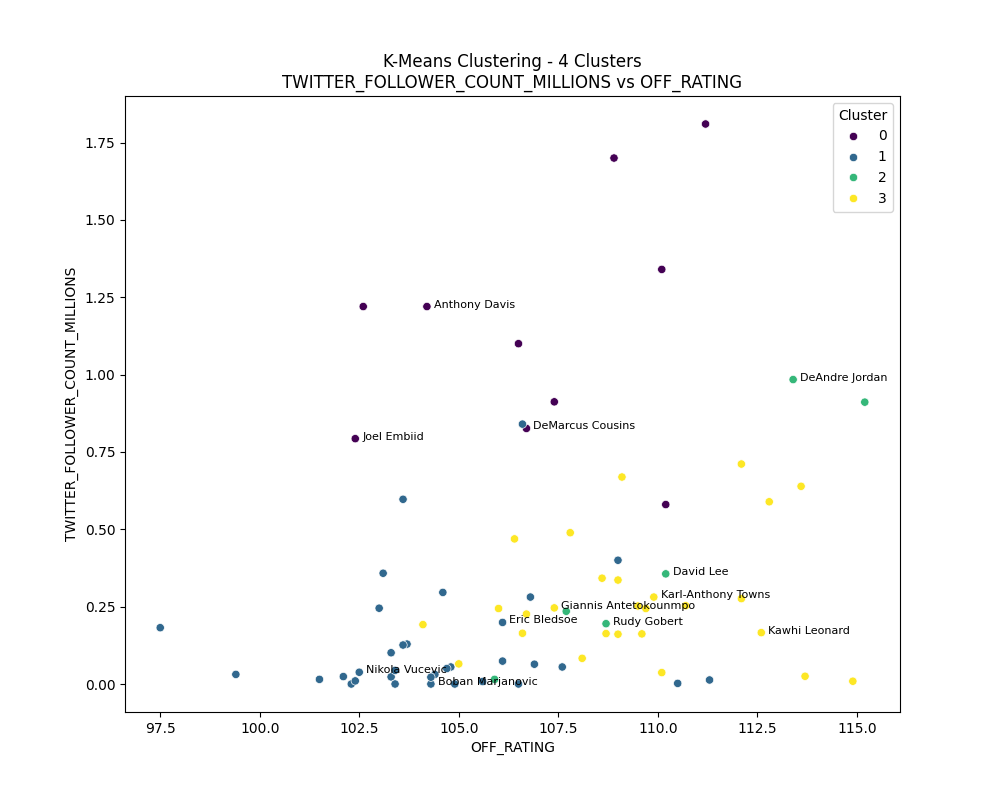 K-Means Clustering - 4 Clusters
TWITTER_FOLLOWER_COUNT_MILLIONS vs OFF_RATING
Cluster
0
1
2
3
1.75
1.50
1.25
1.00
0.75
0.50
0.25
0.00
TWITTER_FOLLOWER_COUNT_MILLIONS
Anthony Davis
DeAndre Jordan
DeMarcus Cousins
Joel Embiid
David Lee
Karl-Anthony Towns
Giannis Antetokounmpo
Eric Bledsoe
Rudy Gobert
Kawhi Leonard
Nikola Vucevic
Boban Marjanovic
97.5
100.0
102.5
105.0
107.5
110.0
112.5
115.0
OFF_RATING